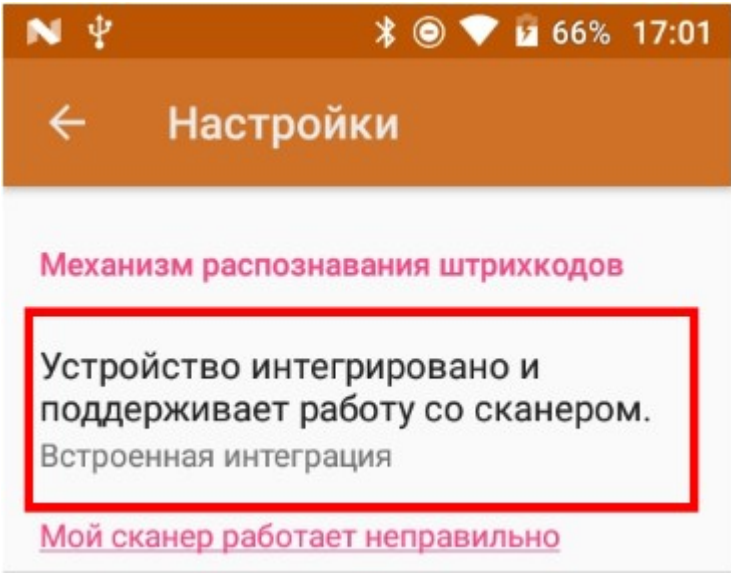 66% 17:01
Настройки
Механизм распознавания штрихкодов
Устройство интегрировано и
поддерживает работу со сканером.
Встроенная интеграция
Мой сканер работает неправильно